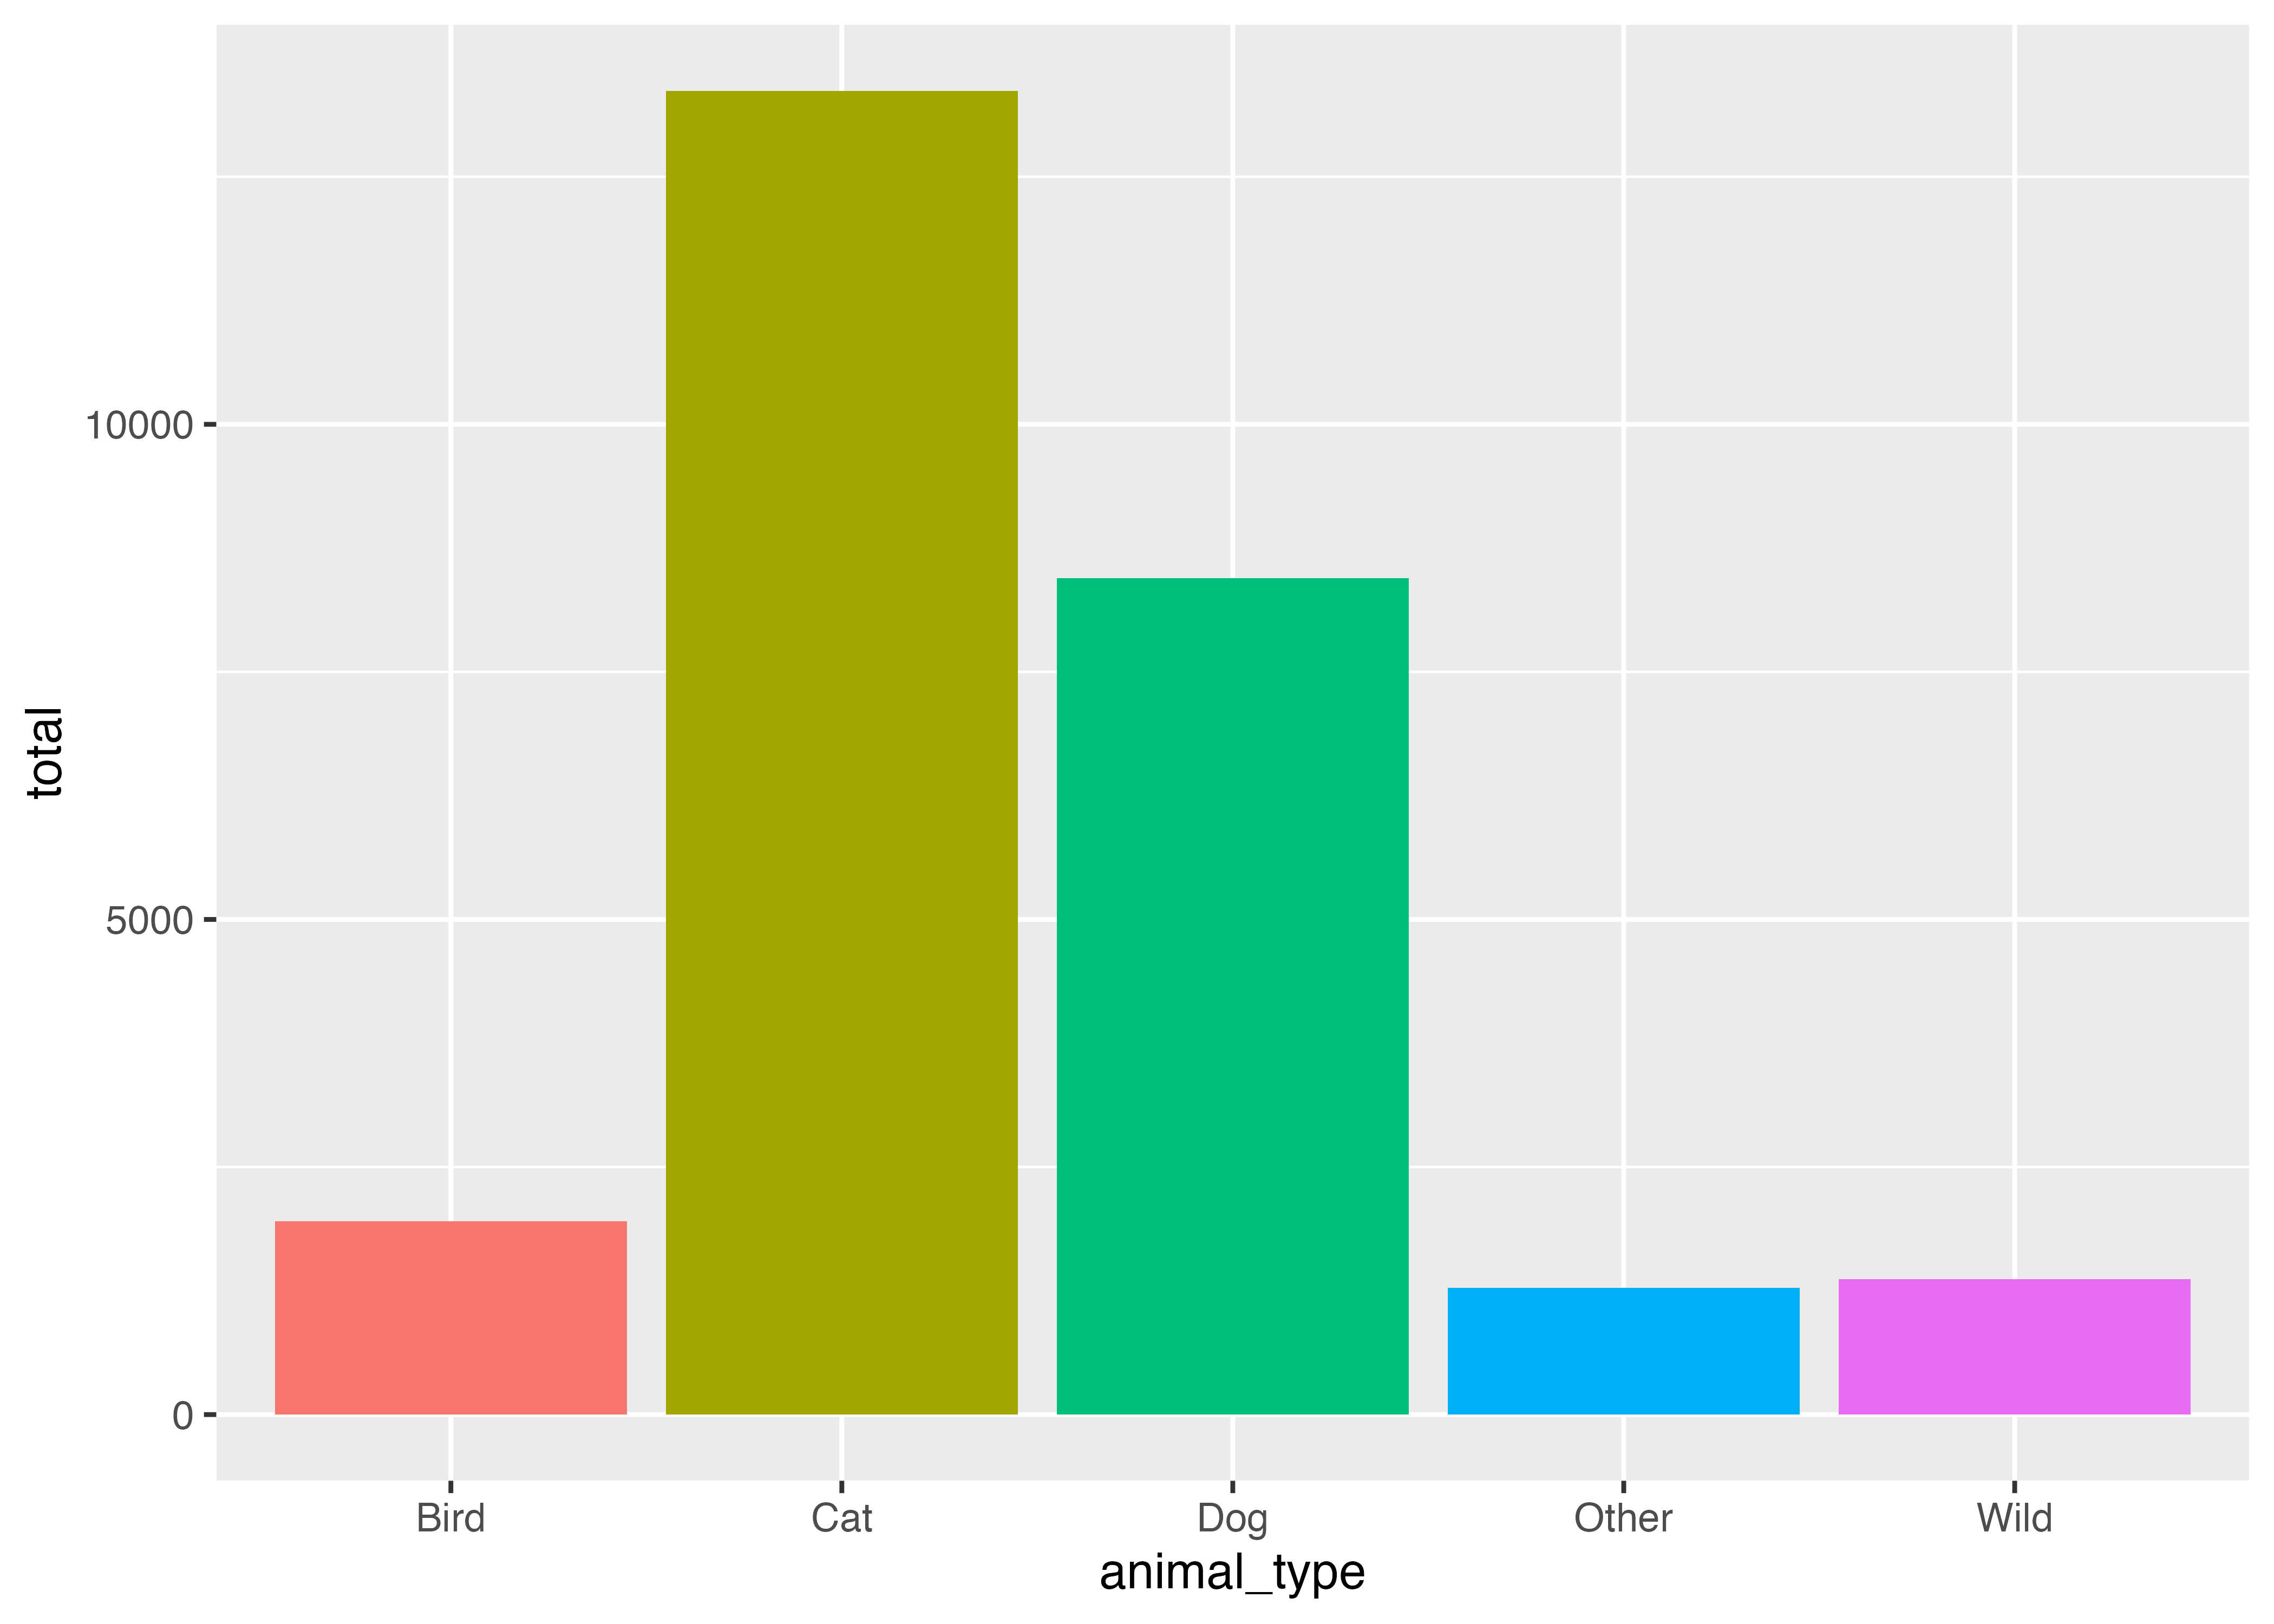 total
10000
5000
0
Bird Cat Dog Other Wild
animal_type